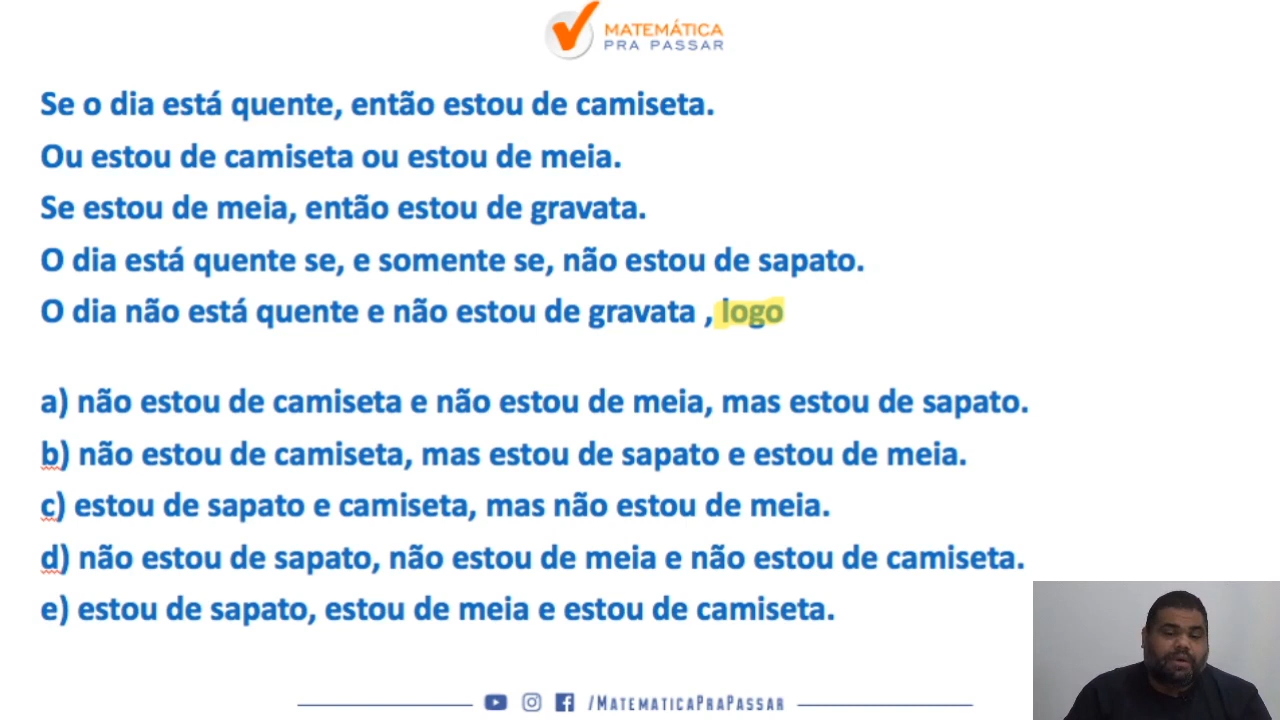 MATEMÁTICA
PRA PASSAR
Se o dia está quente, então estou de camiseta.
Ou estou de camiseta ou estou de meia.
Se estou de meia, então estou de gravata.
O dia está quente se, e somente se, não estou de sapato.
O dia não está quente e não estou de gravata , logo
a) não estou de camiseta e não estou de meia, mas estou de sapato.
b) não estou de camiseta, mas estou de sapato e estou de meia.
c) estou de sapato e camiseta, mas não estou de meia.
d) não estou de sapato, não estou de meia e não estou de camiseta.
e) estou de sapato, estou de meia e estou de camiseta.
/MATEMATICAPRAPASSAR